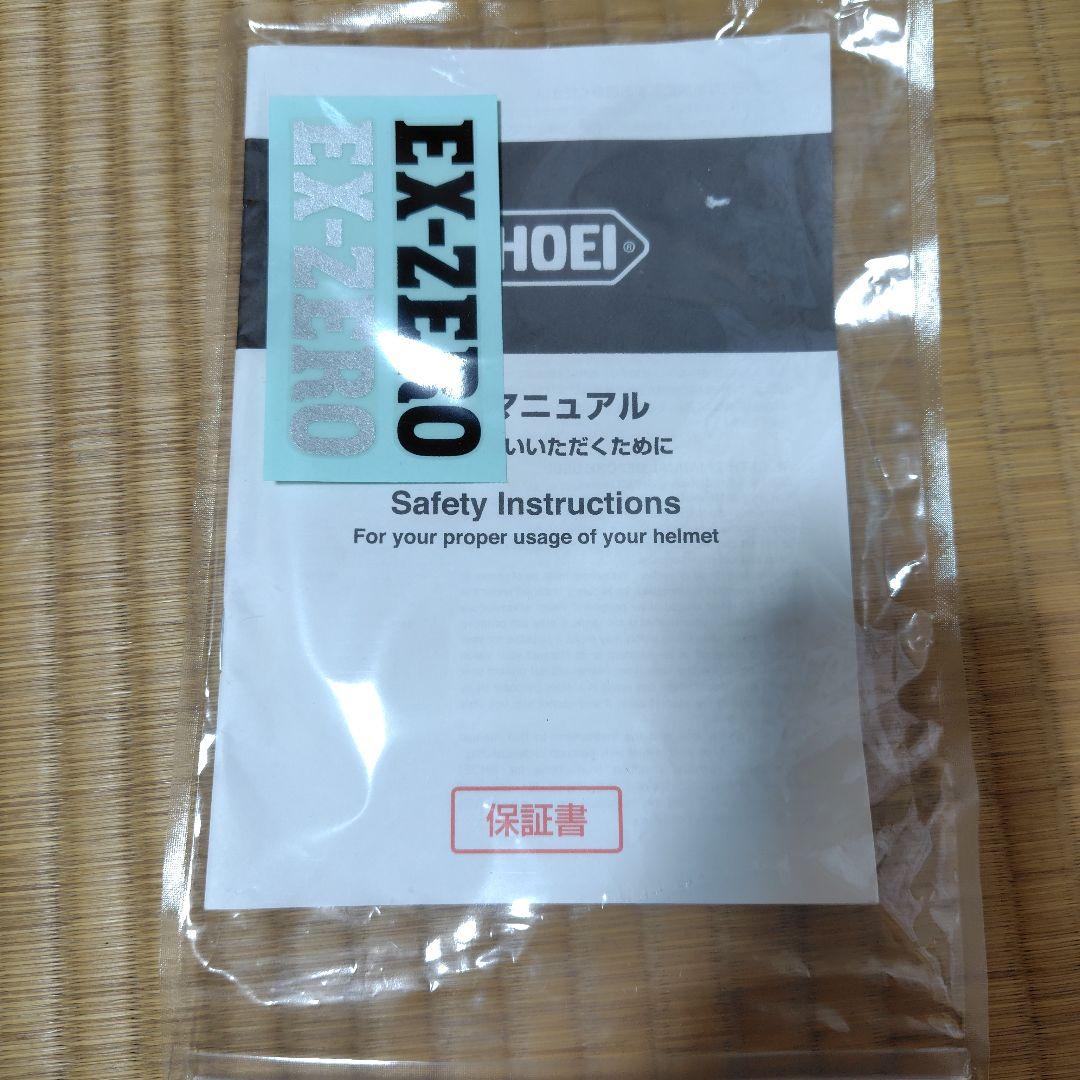 EX-ZERO
EX-ZERO
HOEI®
マニュアル
いいただくために
Safety Instructions
For your proper usage of your helmet
保証書